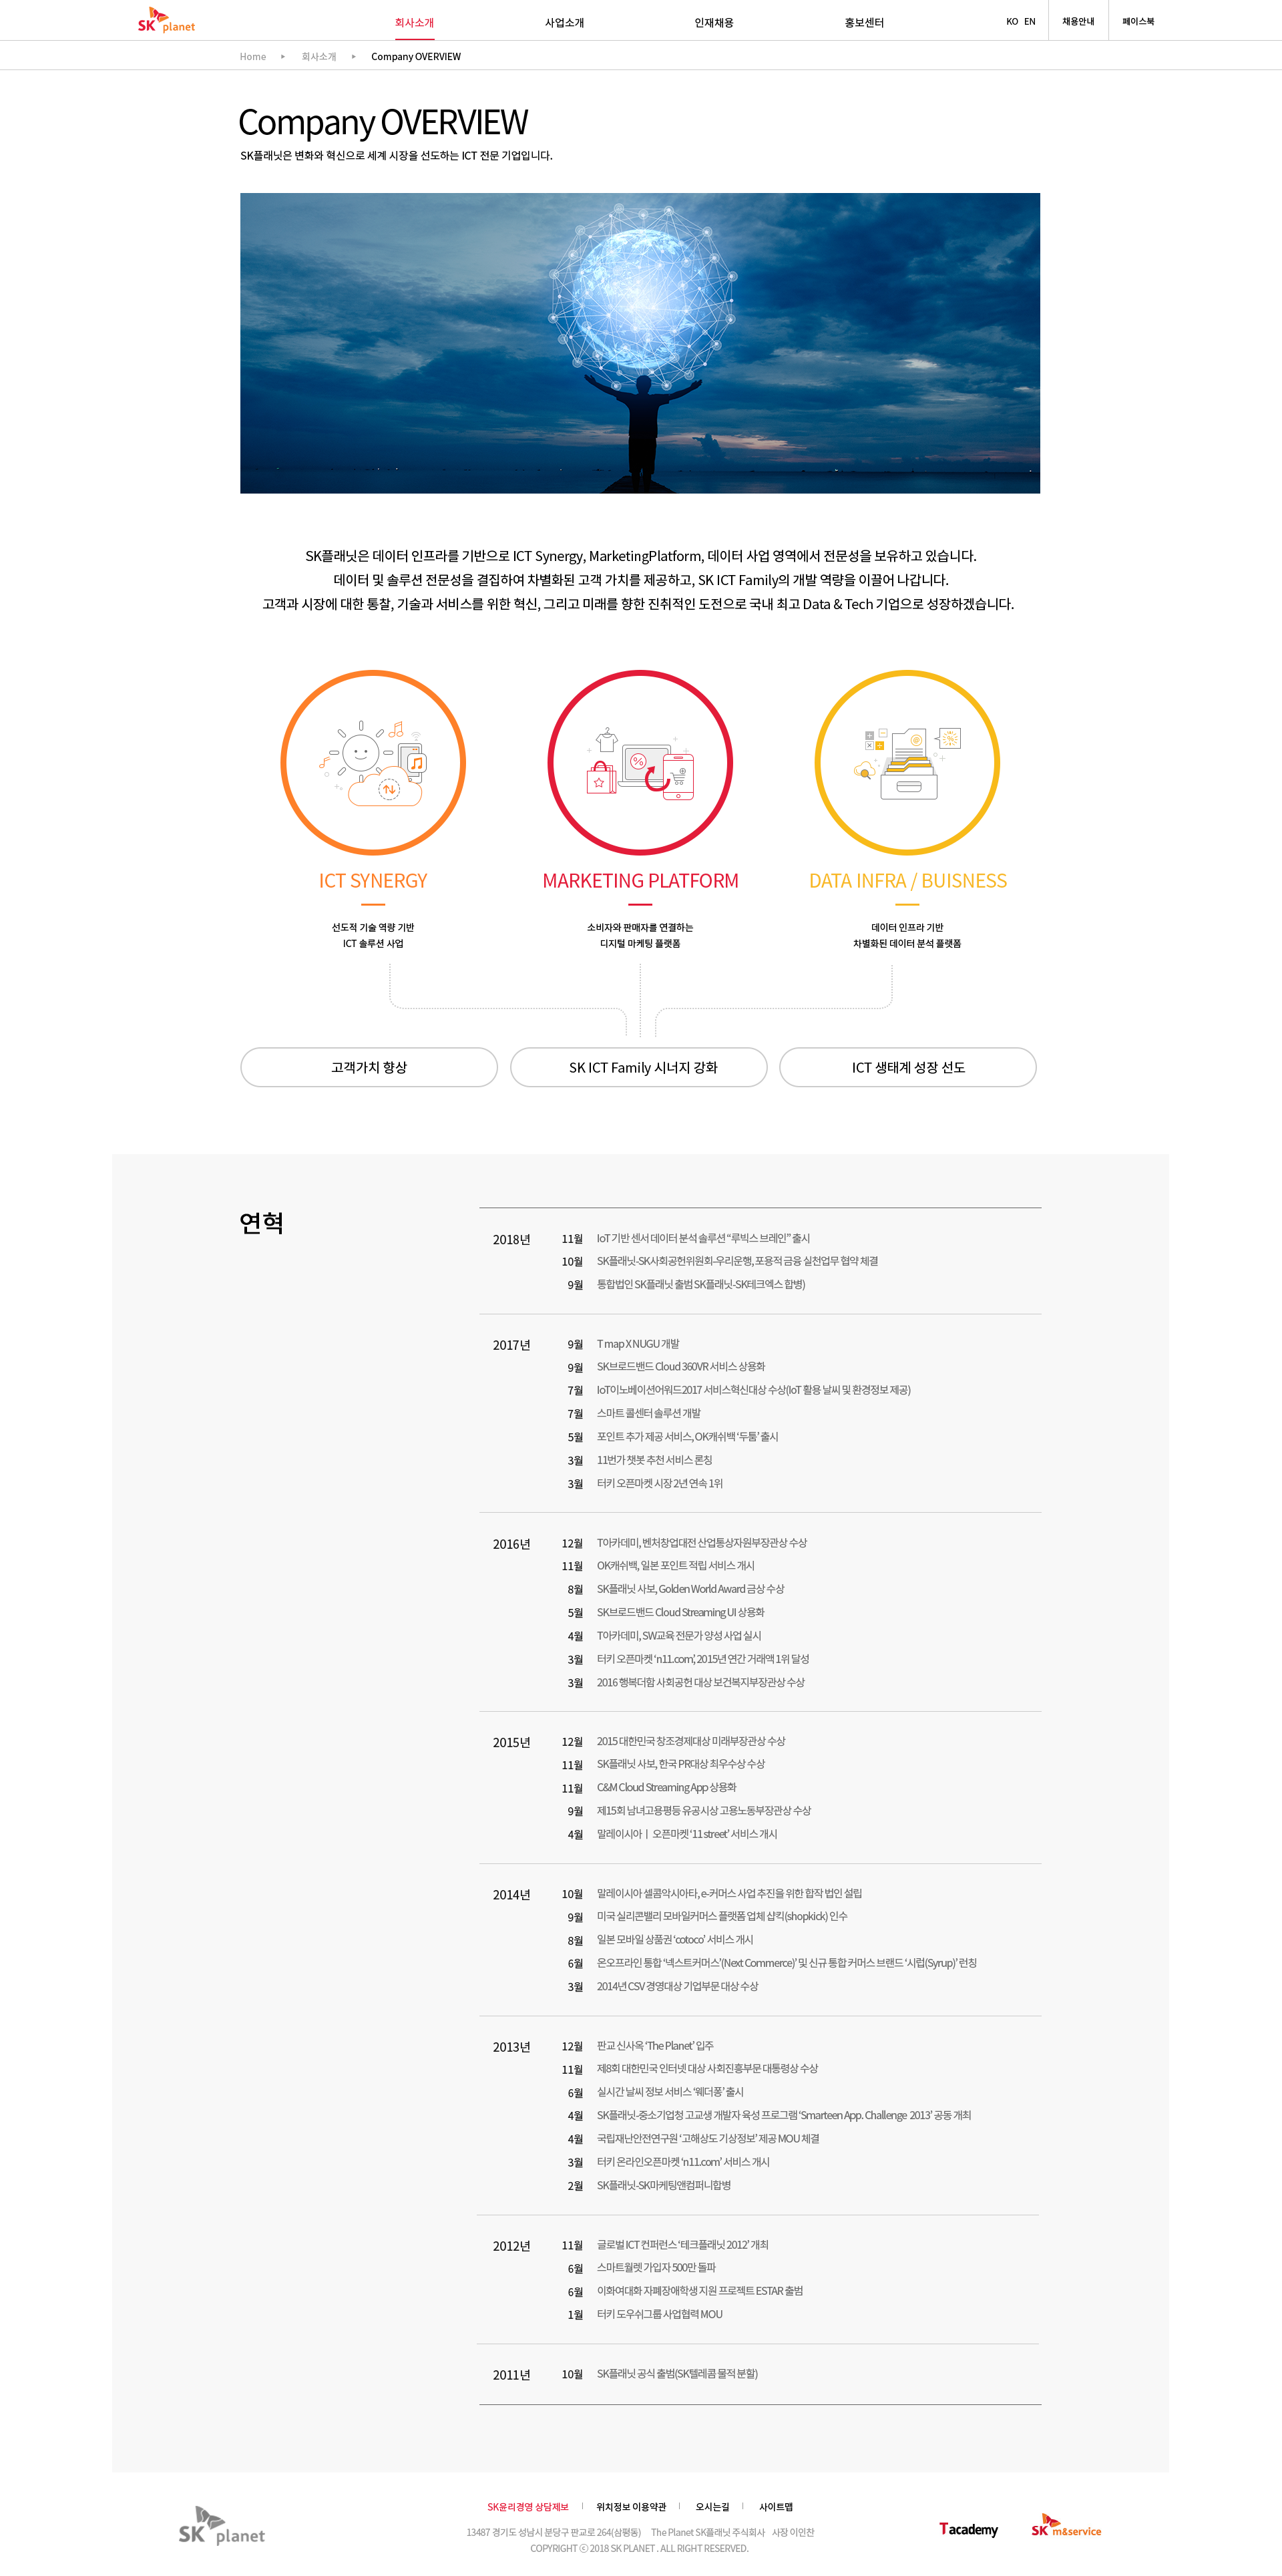 SK planet
회사소개
사업소개
인재채용
홍보센터
KO EN
채용안내
페이스북
Home ▶ 회사소개 ▶ Company OVERVIEW
Company OVERVIEW
SK플래닛은 변화와 혁신으로 세계 시장을 선도하는 ICT 전문 기업입니다.
SK플래닛은 데이터 인프라를 기반으로 ICT Synergy, MarketingPlatform, 데이터 사업 영역에서 전문성을 보유하고 있습니다.
데이터 및 솔루션 전문성을 결집하여 차별화된 고객 가치를 제공하고, SK ICT Family의 개발 역량을 이끌어 나갑니다.
고객과 시장에 대한 통찰, 기술과 서비스를 위한 혁신, 그리고 미래를 향한 진취적인 도전으로 국내 최고 Data & Tech 기업으로 성장하겠습니다.
ICT SYNERGY
선도적 기술 역량 기반
ICT 솔루션 사업
MARKETING PLATFORM
소비자와 판매자를 연결하는
디지털 마케팅 플랫폼
DATA INFRA / BUISNESS
데이터 인프라 기반
차별화된 데이터 분석 플랫폼
고객가치 향상
SK ICT Family 시너지 강화
ICT 생태계 성장 선도
연혁
2018년 11월 IoT 기반 센서 데이터 분석 솔루션 “루빅스 브레인” 출시
10월 SK플래닛-SK사회공헌위원회-우리운행, 포용적 금융 실천업무 협약 체결
9월 통합법인 SK플래닛 출범 SK플래닛-SK테크엑스 합병)
2017년 9월 T map X NUGU 개발
9월 SK브로드밴드 Cloud 360VR 서비스 상용화
7월 IoT이노베이션어워드2017 서비스혁신대상 수상(IoT 활용 날씨 및 환경정보 제공)
7월 스마트 콜센터 솔루션 개발
5월 포인트 추가 제공 서비스, OK캐쉬백 ‘두툼’ 출시
3월 11번가 챗봇 추천 서비스 론칭
3월 터키 오픈마켓 시장 2년 연속 1위
2016년 12월 T아카데미, 벤처창업대전 산업통상자원부장관상 수상
11월 OK캐쉬백, 일본 포인트 적립 서비스 개시
8월 SK플래닛 사보, Golden World Award 금상 수상
5월 SK브로드밴드 Cloud Streaming UI 상용화
4월 T아카데미, SW교육 전문가 양성 사업 실시
3월 터키 오픈마켓 ‘n11.com’, 2015년 연간 거래액 1위 달성
3월 2016 행복더함 사회공헌 대상 보건복지부장관상 수상
2015년 12월 2015 대한민국 창조경제대상 미래부장관상 수상
11월 SK플래닛 사보, 한국 PR대상 최우수상 수상
11월 C&M Cloud Streaming App 상용화
9월 제15회 남녀고용평등 유공시상 고용노동부장관상 수상
4월 말레이시아ㅣ 오픈마켓 ‘11street’ 서비스 개시
2014년 10월 말레이시아 셀콤악시아타, e-커머스 사업 추진을 위한 합작 법인 설립
9월 미국 실리콘밸리 모바일커머스 플랫폼 업체 샵킥(shopkick) 인수
8월 일본 모바일 상품권 ‘cotoco’ 서비스 개시
6월 온오프라인 통합 ‘넥스트커머스’(Next Commerce)’ 및 신규 통합 커머스 브랜드 ‘시럽(Syrup)’ 런칭
3월 2014년 CSV 경영대상 기업부문 대상 수상
2013년 12월 판교 신사옥 ‘The Planet’ 입주
11월 제8회 대한민국 인터넷 대상 사회진흥부문 대통령상 수상
6월 실시간 날씨 정보 서비스 ‘웨더퐁’ 출시
4월 SK플래닛-중소기업청 고교생 개발자 육성 프로그램 ‘Smarteen App. Challenge 2013’ 공동 개최
4월 국립재난안전연구원 ‘고해상도 기상정보’ 제공 MOU 체결
3월 터키 온라인오픈마켓 ‘n11.com’ 서비스 개시
2월 SK플래닛-SK마케팅앤컴퍼니합병
2012년 11월 글로벌 ICT 컨퍼런스 ‘테크플래닛 2012’ 개최
6월 스마트월렛 가입자 500만 돌파
6월 이화여대화 자폐장애학생 지원 프로젝트 ESTAR 출범
1월 터키 도우쉬그룹 사업협력 MOU
2011년 10월 SK플래닛 공식 출범(SK텔레콤 물적 분할)
SK planet
SK윤리경영 상담제보 | 위치정보 이용약관 | 오시는길 | 사이트맵
13487 경기도 성남시 분당구 판교로 264(삼평동) The Planet SK플래닛 주식회사 사장 이인찬
COPYRIGHT ⓒ 2018 SK PLANET . ALL RIGHT RESERVED.
T academy
SK m&service